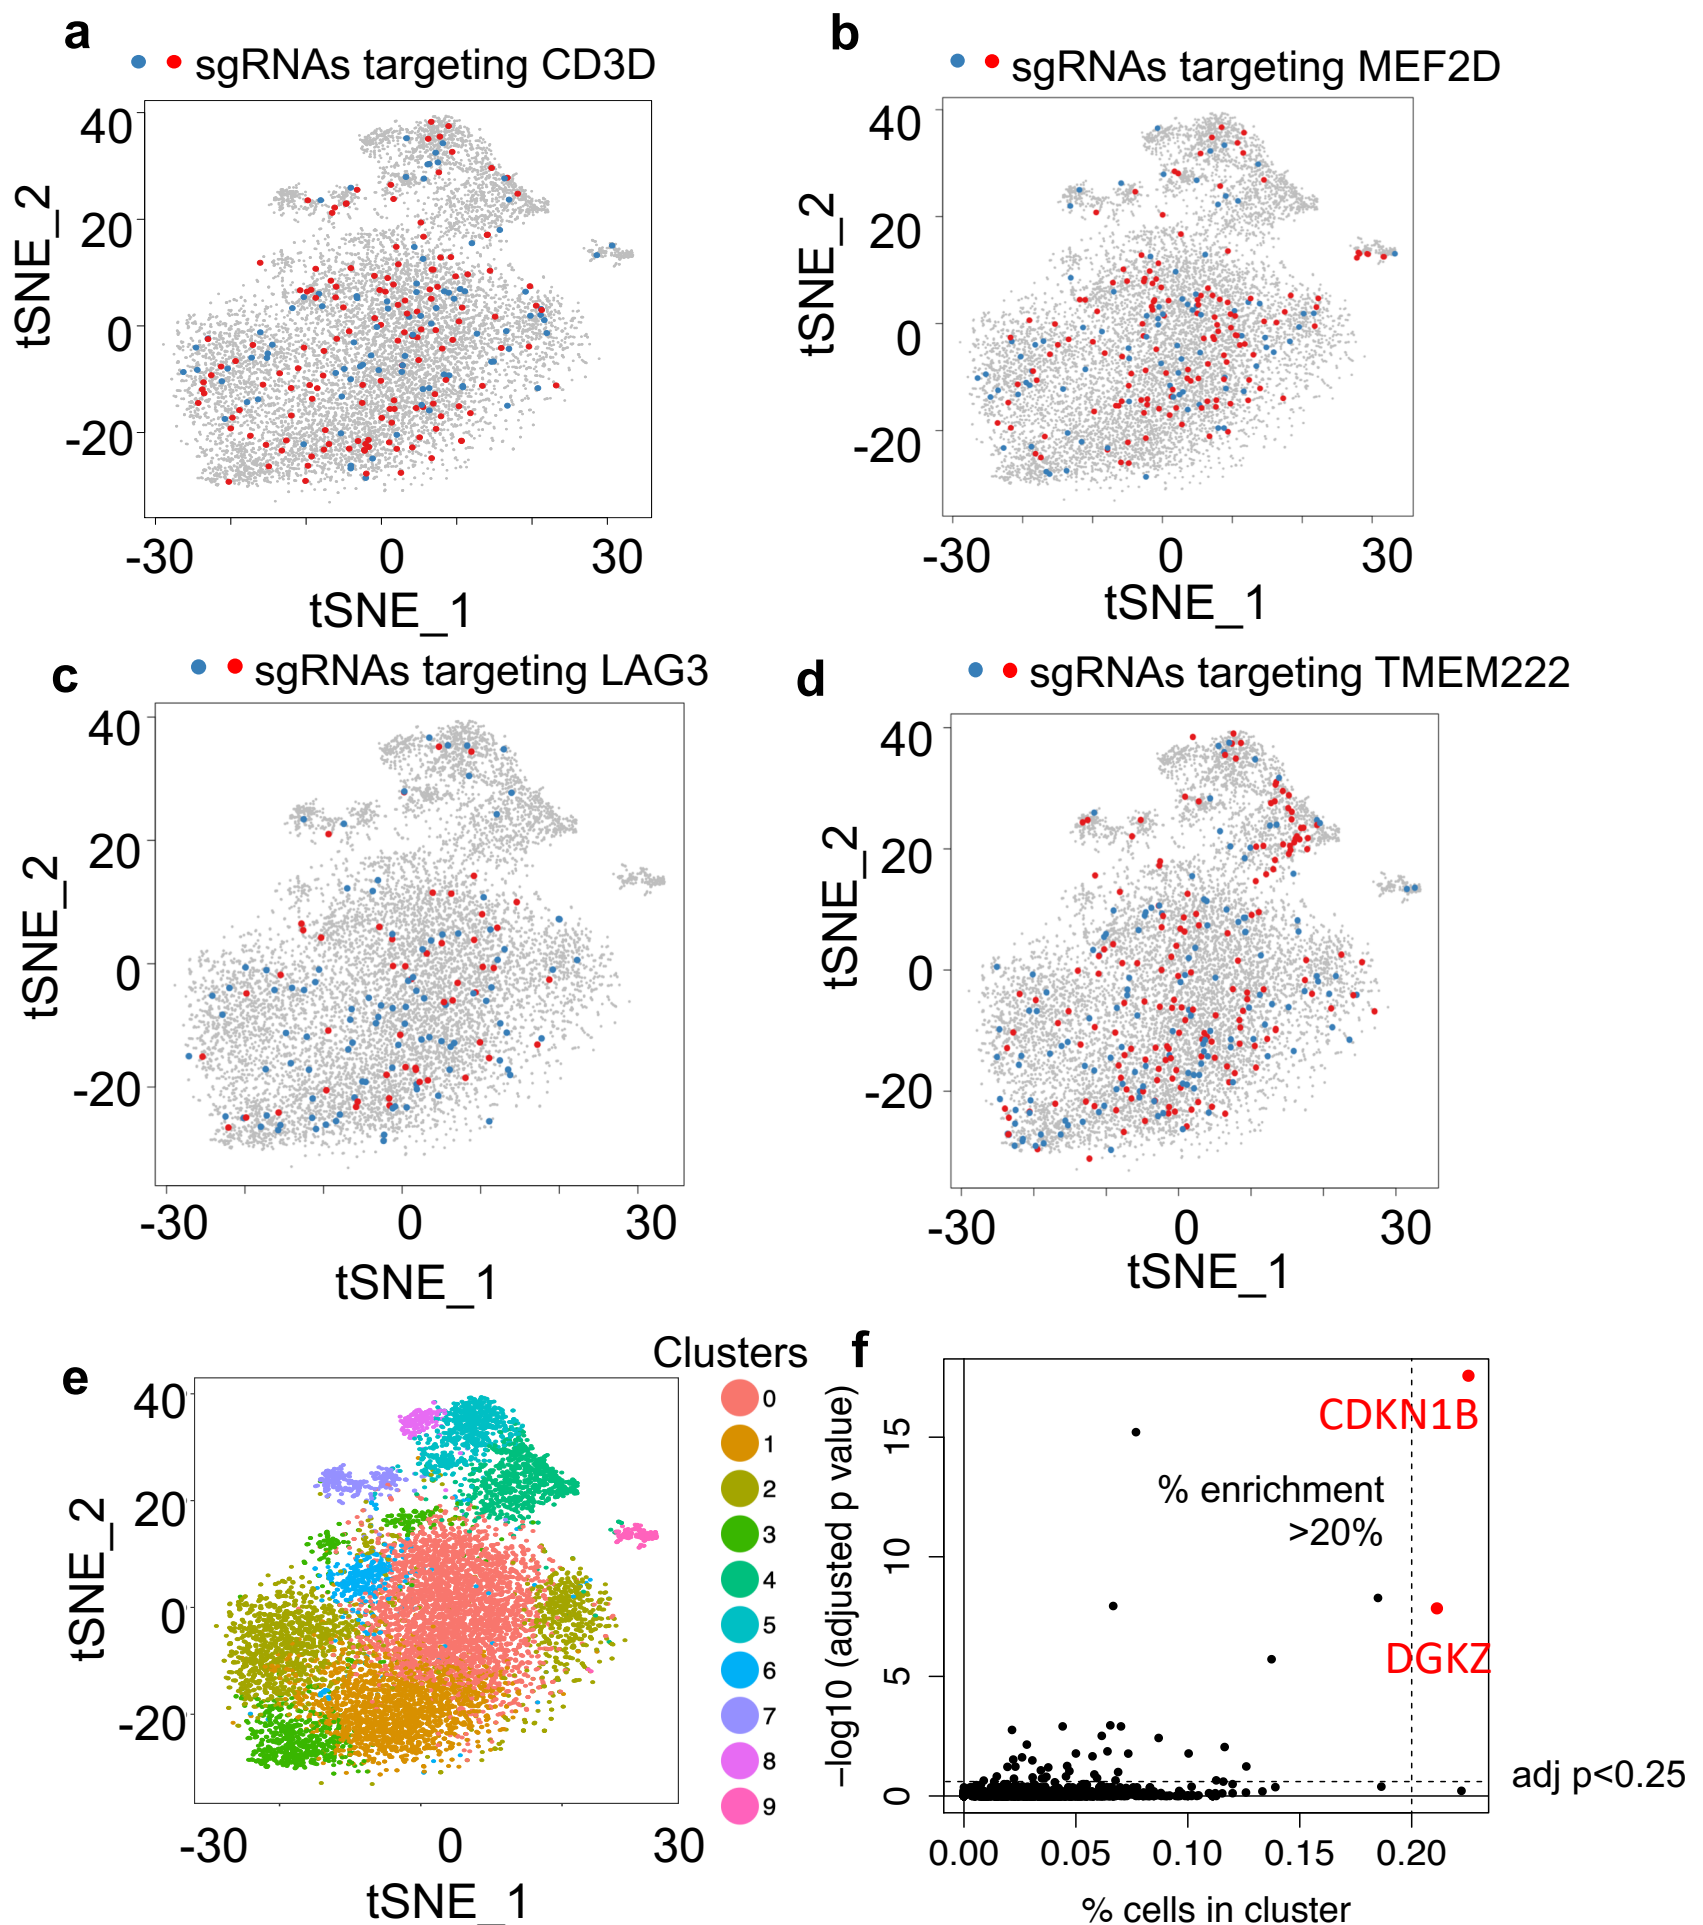 a
sgRNAs targeting CD3D
40
20
0
-20
tSNE_2
-30 0 30
tSNE_1
b
sgRNAs targeting MEF2D
40
20
0
-20
tSNE_2
-30 0 30
tSNE_1
c
sgRNAs targeting LAG3
40
20
0
-20
tSNE_2
-30 0 30
tSNE_1
d
sgRNAs targeting TMEM222
40
20
0
-20
tSNE_2
-30 0 30
tSNE_1
e
Clusters
0
1
2
3
4
5
6
7
8
9
40
20
0
-20
tSNE_2
-30 0 30
tSNE_1
f
−log10 (adjusted p value)
15
10
5
0
CDKN1B
% enrichment
>20%
DGKZ
adj p<0.25
0.00 0.05 0.10 0.15 0.20
% cells in cluster